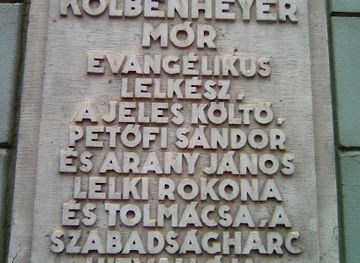 KOLBENHEYER
MÓR
EVANGÉLIKUS
LELKÉSZ,
A JELES KÖLTŐ,
PETŐFI SÁNDOR
ÉS ARANY JÁNOS
LELKI ROKONA
ÉS TOLMÁCSA, A
SZABADSÁGHARC